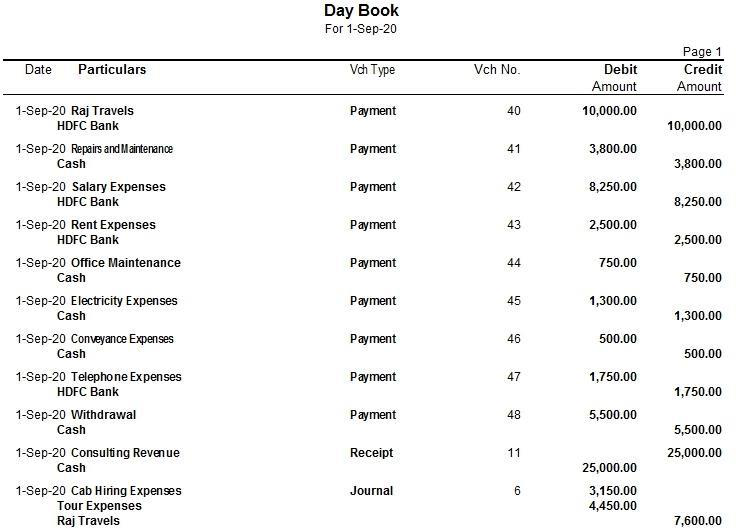 Day Book
For 1-Sep-20
Page 1
Date Particulars Vch Type Vch No. Debit Credit
Amount Amount
1-Sep-20 Raj Travels Payment 40 10,000.00
HDFC Bank 10,000.00
1-Sep-20 Repairs and Maintenance Payment 41 3,800.00
Cash 3,800.00
1-Sep-20 Salary Expenses Payment 42 8,250.00
HDFC Bank 8,250.00
1-Sep-20 Rent Expenses Payment 43 2,500.00
HDFC Bank 2,500.00
1-Sep-20 Office Maintenance Payment 44 750.00
Cash 750.00
1-Sep-20 Electricity Expenses Payment 45 1,300.00
Cash 1,300.00
1-Sep-20 Conveyance Expenses Payment 46 500.00
Cash 500.00
1-Sep-20 Telephone Expenses Payment 47 1,750.00
HDFC Bank 1,750.00
1-Sep-20 Withdrawal Payment 48 5,500.00
Cash 5,500.00
1-Sep-20 Consulting Revenue Receipt 11 25,000.00
Cash 25,000.00
1-Sep-20 Cab Hiring Expenses Journal 6 3,150.00
Tour Expenses 4,450.00
Raj Travels 7,600.00